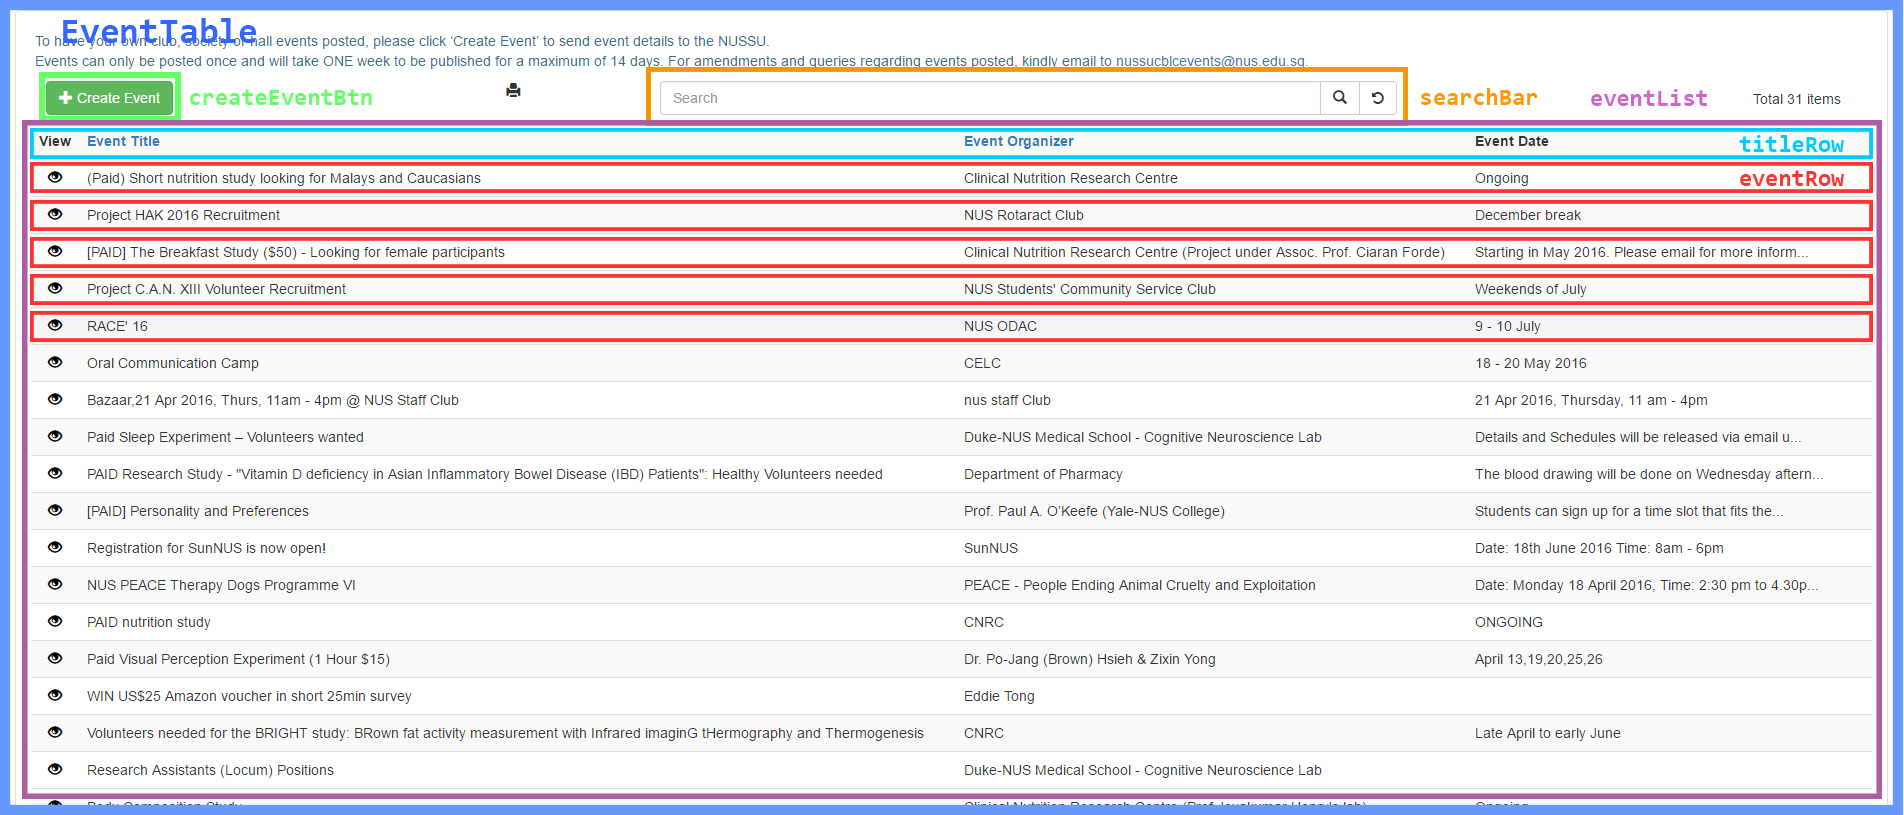 EventTable
To have your own club, society or hall events posted, please click ‘Create Event’ to send event details to the NUSSU.
Events can only be posted once and will take ONE week to be published for a maximum of 14 days. For amendments and queries regarding events posted, kindly email to nussucblcevents@nus.edu.sg.
Create Event createEventBtn Search searchBar eventList Total 31 items
View Event Title Event Organizer Event Date titleRow
(Paid) Short nutrition study looking for Malays and Caucasians Clinical Nutrition Research Centre Ongoing eventRow
Project HAK 2016 Recruitment NUS Rotaract Club December break
[PAID] The Breakfast Study ($50) - Looking for female participants Clinical Nutrition Research Centre (Project under Assoc. Prof. Ciaran Forde) Starting in May 2016. Please email for more inform...
Project C.A.N. XIII Volunteer Recruitment NUS Students' Community Service Club Weekends of July
RACE' 16 NUS ODAC 9 - 10 July
Oral Communication Camp CELC 18 - 20 May 2016
Bazaar,21 Apr 2016, Thurs, 11am - 4pm @ NUS Staff Club nus staff Club 21 Apr 2016, Thursday, 11 am - 4pm
Paid Sleep Experiment – Volunteers wanted Duke-NUS Medical School - Cognitive Neuroscience Lab Details and Schedules will be released via email u...
PAID Research Study - "Vitamin D deficiency in Asian Inflammatory Bowel Disease (IBD) Patients": Healthy Volunteers needed Department of Pharmacy The blood drawing will be done on Wednesday aftern...
[PAID] Personality and Preferences Prof. Paul A. O’Keefe (Yale-NUS College) Students can sign up for a time slot that fits the...
Registration for SunNUS is now open! SunNUS Date: 18th June 2016 Time: 8am - 6pm
NUS PEACE Therapy Dogs Programme VI PEACE - People Ending Animal Cruelty and Exploitation Date: Monday 18 April 2016, Time: 2:30 pm to 4.30p...
PAID nutrition study CNRC ONGOING
Paid Visual Perception Experiment (1 Hour $15) Dr. Po-Jang (Brown) Hsieh & Zixin Yong April 13,19,20,25,26
WIN US$25 Amazon voucher in short 25min survey Eddie Tong
Volunteers needed for the BRIGHT study: BRown fat activity measurement with Infrared imaginG tHermography and Thermogenesis CNRC Late April to early June
Research Assistants (Locum) Positions Duke-NUS Medical School - Cognitive Neuroscience Lab